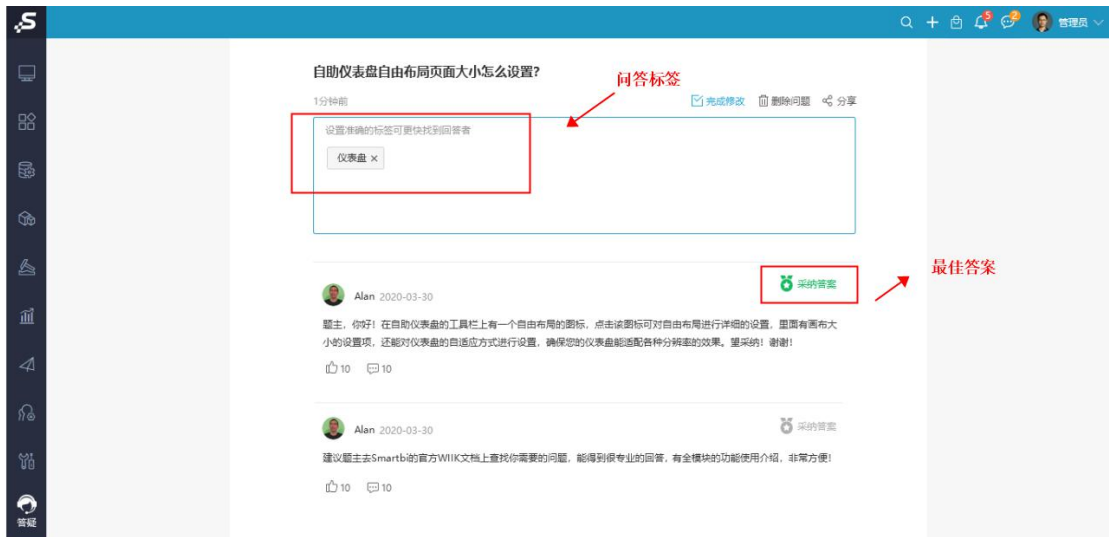 S
5
2
管理员
自助仪表盘自由布局页面大小怎么设置?
问答标签
1分钟前
完成修改 删除问题 分享
设置准确的标签可更快找到回答者
仪表盘 ×
采纳答案
最佳答案
Alan 2020-03-30
题主，你好！在自助仪表盘的工具栏上有一个自由布局的图标，点击该图标可对自由布局进行详细的设置，里面有画布大
小的设置项，还能对仪表盘的自适应方式进行设置，确保您的仪表盘能适配各种分辨率的效果。望采纳！谢谢！
10 10
Alan 2020-03-30
采纳答案
建议题主去Smartbi的官方WIIK文档上查找你需要的问题，能得到很专业的回答，有全模块的功能使用介绍，非常方便!
10 10
答疑